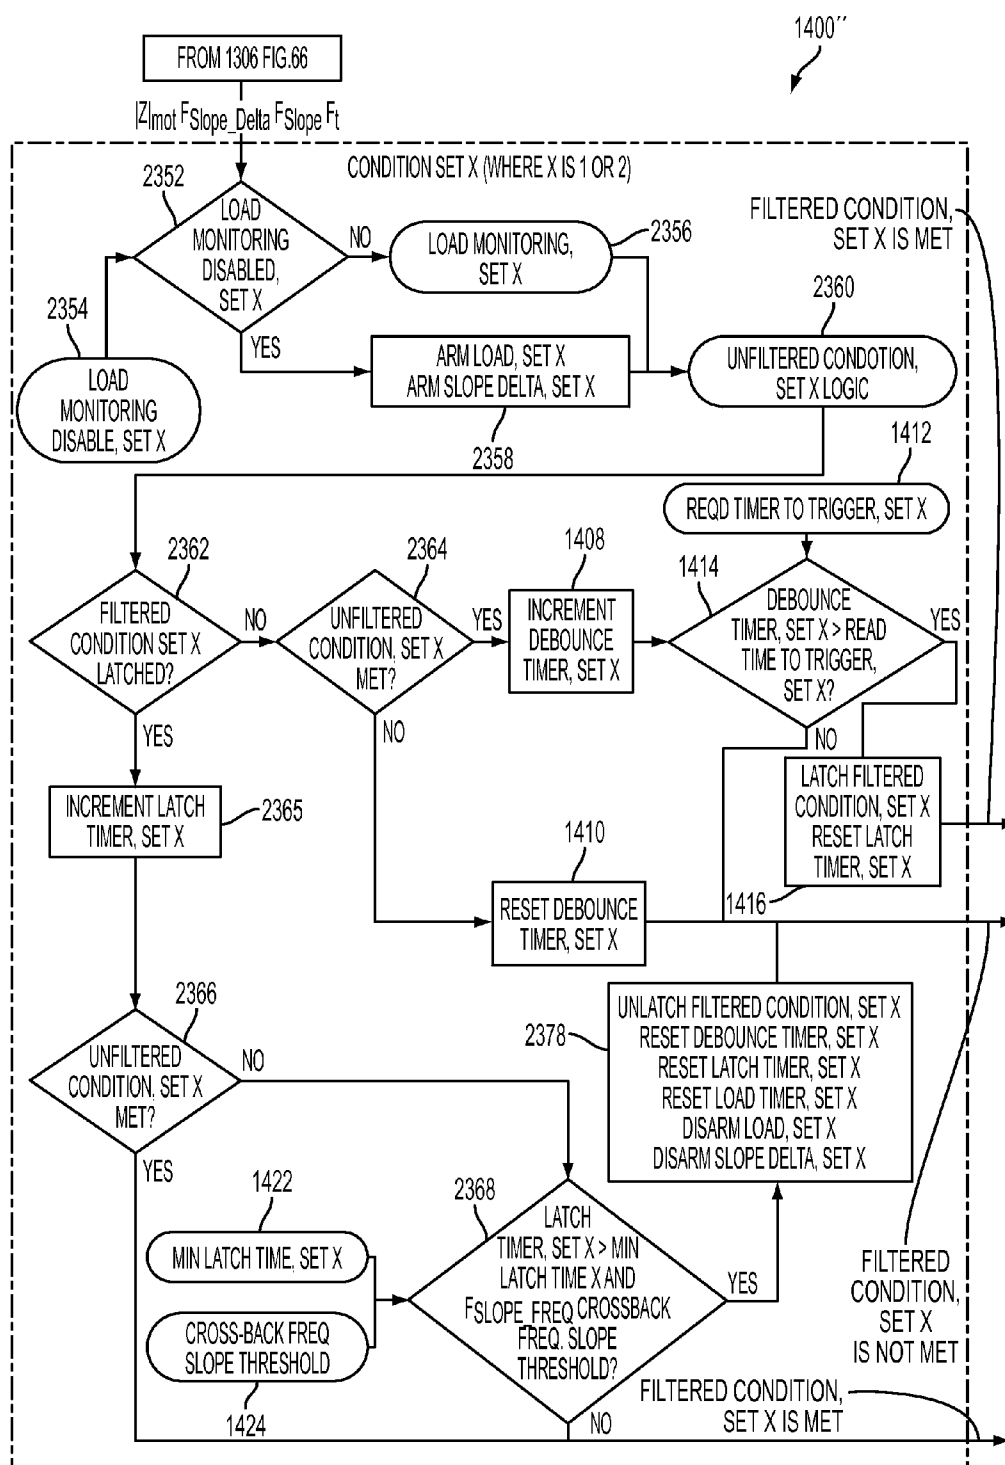 1400''
FROM 1306 FIG.66
|Z|mot FSlope_Delta FSlope Ft
CONDITION SET X (WHERE X IS 1 OR 2)
FILTERED CONDITION,
SET X IS MET
2352
LOAD
MONITORING
DISABLED,
SET X
NO
LOAD MONITORING,
SET X
2356
2354
LOAD
MONITORING
DISABLE, SET X
YES
ARM LOAD, SET X
ARM SLOPE DELTA, SET X
2358
2360
UNFILTERED CONDOTION,
SET X LOGIC
1412
REQD TIMER TO TRIGGER, SET X
2362
FILTERED
CONDITION SET X
LATCHED?
NO
YES
2364
UNFILTERED
CONDITION, SET X
MET?
YES
NO
1408
INCREMENT
DEBOUNCE
TIMER, SET X
1414
DEBOUNCE
TIMER, SET X > READ
TIME TO TRIGGER,
SET X?
YES
NO
INCREMENT LATCH
TIMER, SET X
2365
LATCH FILTERED
CONDITION, SET X
RESET LATCH
TIMER, SET X
1416
1410
RESET DEBOUNCE
TIMER, SET X
2366
UNFILTERED
CONDITION, SET X
MET?
NO
YES
2378
UNLATCH FILTERED CONDITION, SET X
RESET DEBOUNCE TIMER, SET X
RESET LATCH TIMER, SET X
RESET LOAD TIMER, SET X
DISARM LOAD, SET X
DISARM SLOPE DELTA, SET X
1422
MIN LATCH TIME, SET X
CROSS-BACK FREQ
SLOPE THRESHOLD
1424
2368
LATCH
TIMER, SET X > MIN
LATCH TIME X AND
FSLOPE_FREQ CROSSBACK
FREQ. SLOPE
THRESHOLD?
YES
NO
FILTERED
CONDITION,
SET X
IS NOT MET
FILTERED CONDITION,
SET X IS MET